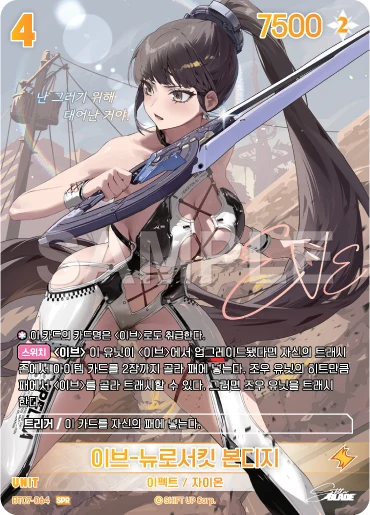 4
7500 2
난 그러기 위해
태어난 거야.
SAMPLE
EVE
이 카드의 카드명은 <이브>로도 취급한다.
스위치 <이브> 이 유닛이 <이브>에서 업그레이드됐다면 자신의 트래시
존에서 아이템 카드를 2장까지 골라 패에 넣는다. 조우 유닛의 히트만큼
패에서 <이브>를 골라 트래시할 수 있다. 그러면 조우 유닛을 트래시
한다.
트리거 / 이 카드를 자신의 패에 넣는다.
이브-뉴로서킷 본디지
UNIT
이펙트 / 자이온
SPR
© SHIFT UP Corp.
Stellar BLADE